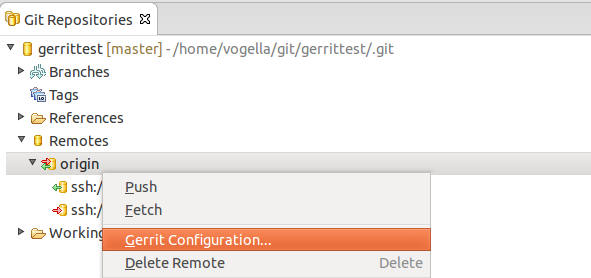 Git Repositories
gerrittest [master] - /home/vogella/git/gerrittest/.git
Branches
Tags
References
Remotes
origin
ssh:/
Push
ssh:/
Fetch
Gerrit Configuration...
Working
Delete Remote Delete